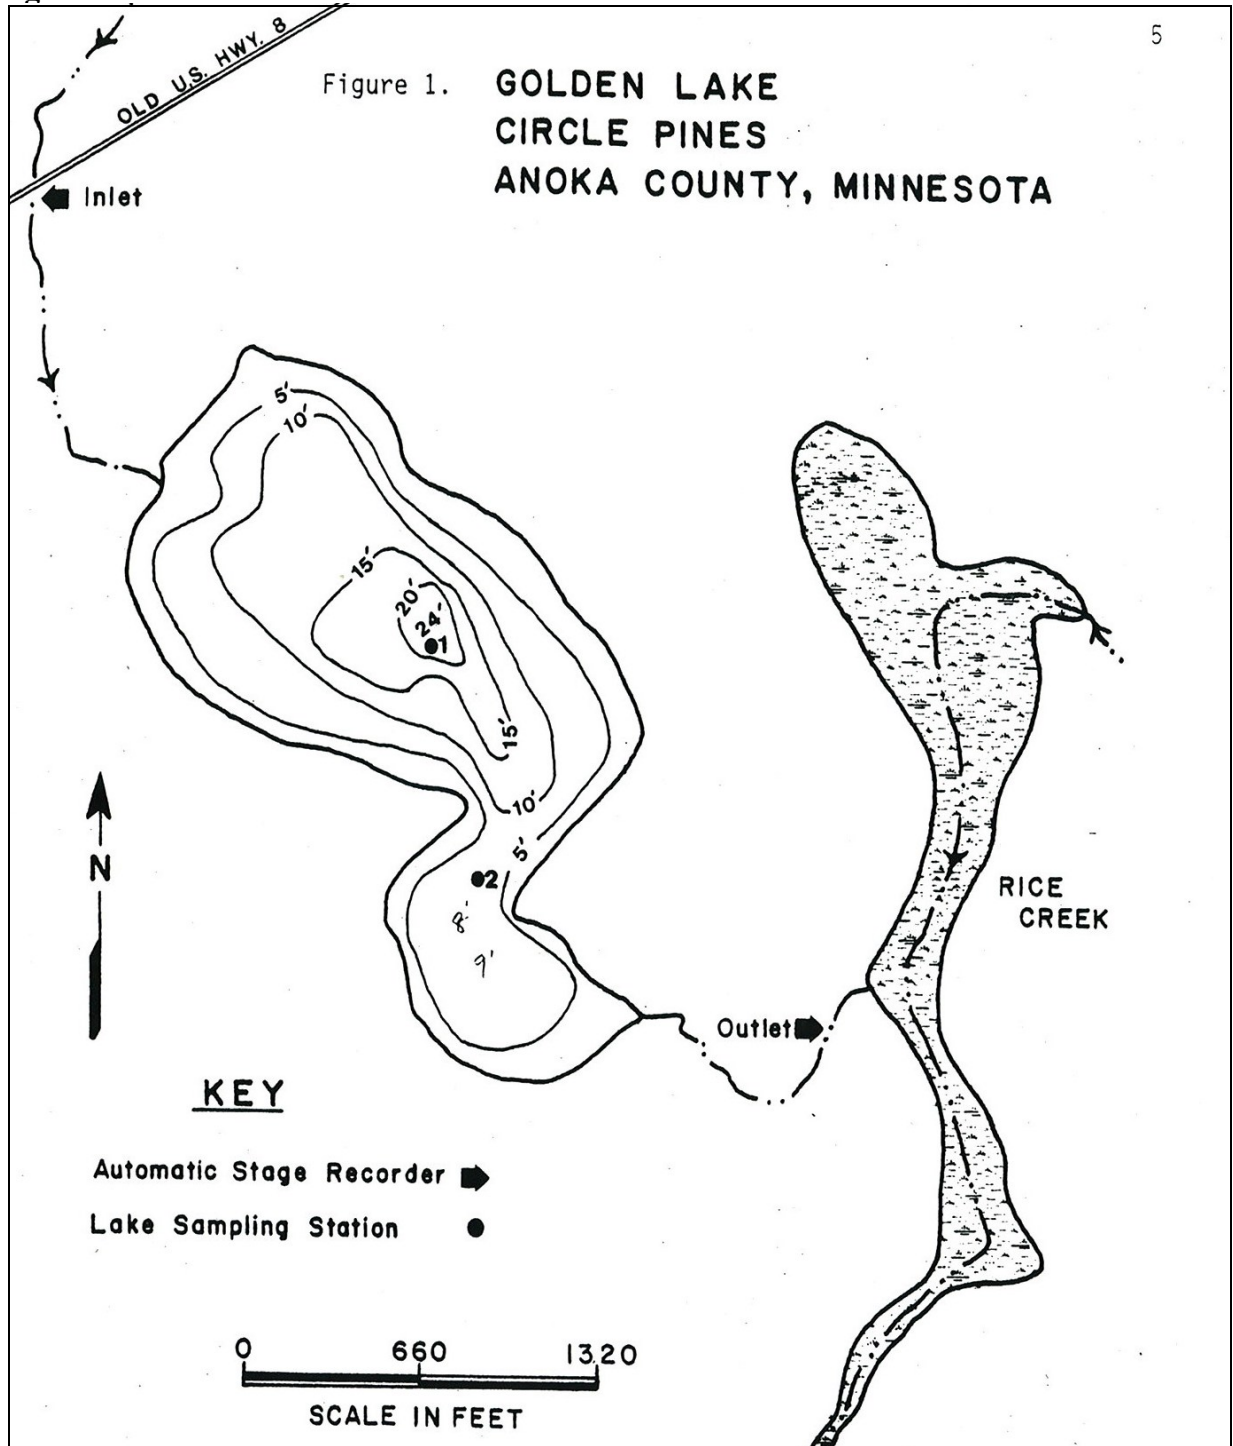 5
OLD U.S. HWY. 8
Figure 1. GOLDEN LAKE
CIRCLE PINES
ANOKA COUNTY, MINNESOTA
Inlet
5'
10'
15'
20'
24'
1
15'
10'
5'
2
8'
9'
N
RICE
CREEK
Outlet
KEY
Automatic Stage Recorder
Lake Sampling Station
0 660 1320
SCALE IN FEET